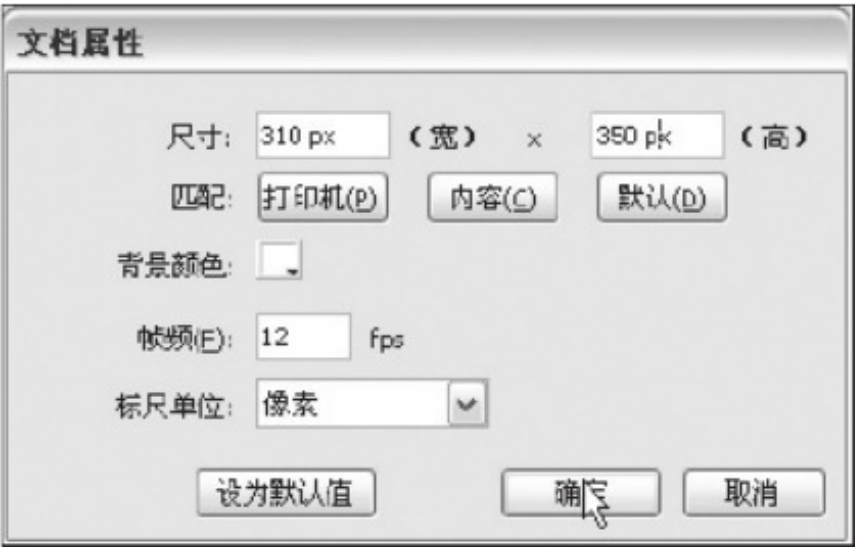 文档属性
尺寸: 310 px (宽) × 350 px (高)
匹配: 打印机(P) 内容(C) 默认(D)
背景颜色:
帧频(F): 12 fps
标尺单位: 像素
设为默认值 确定 取消